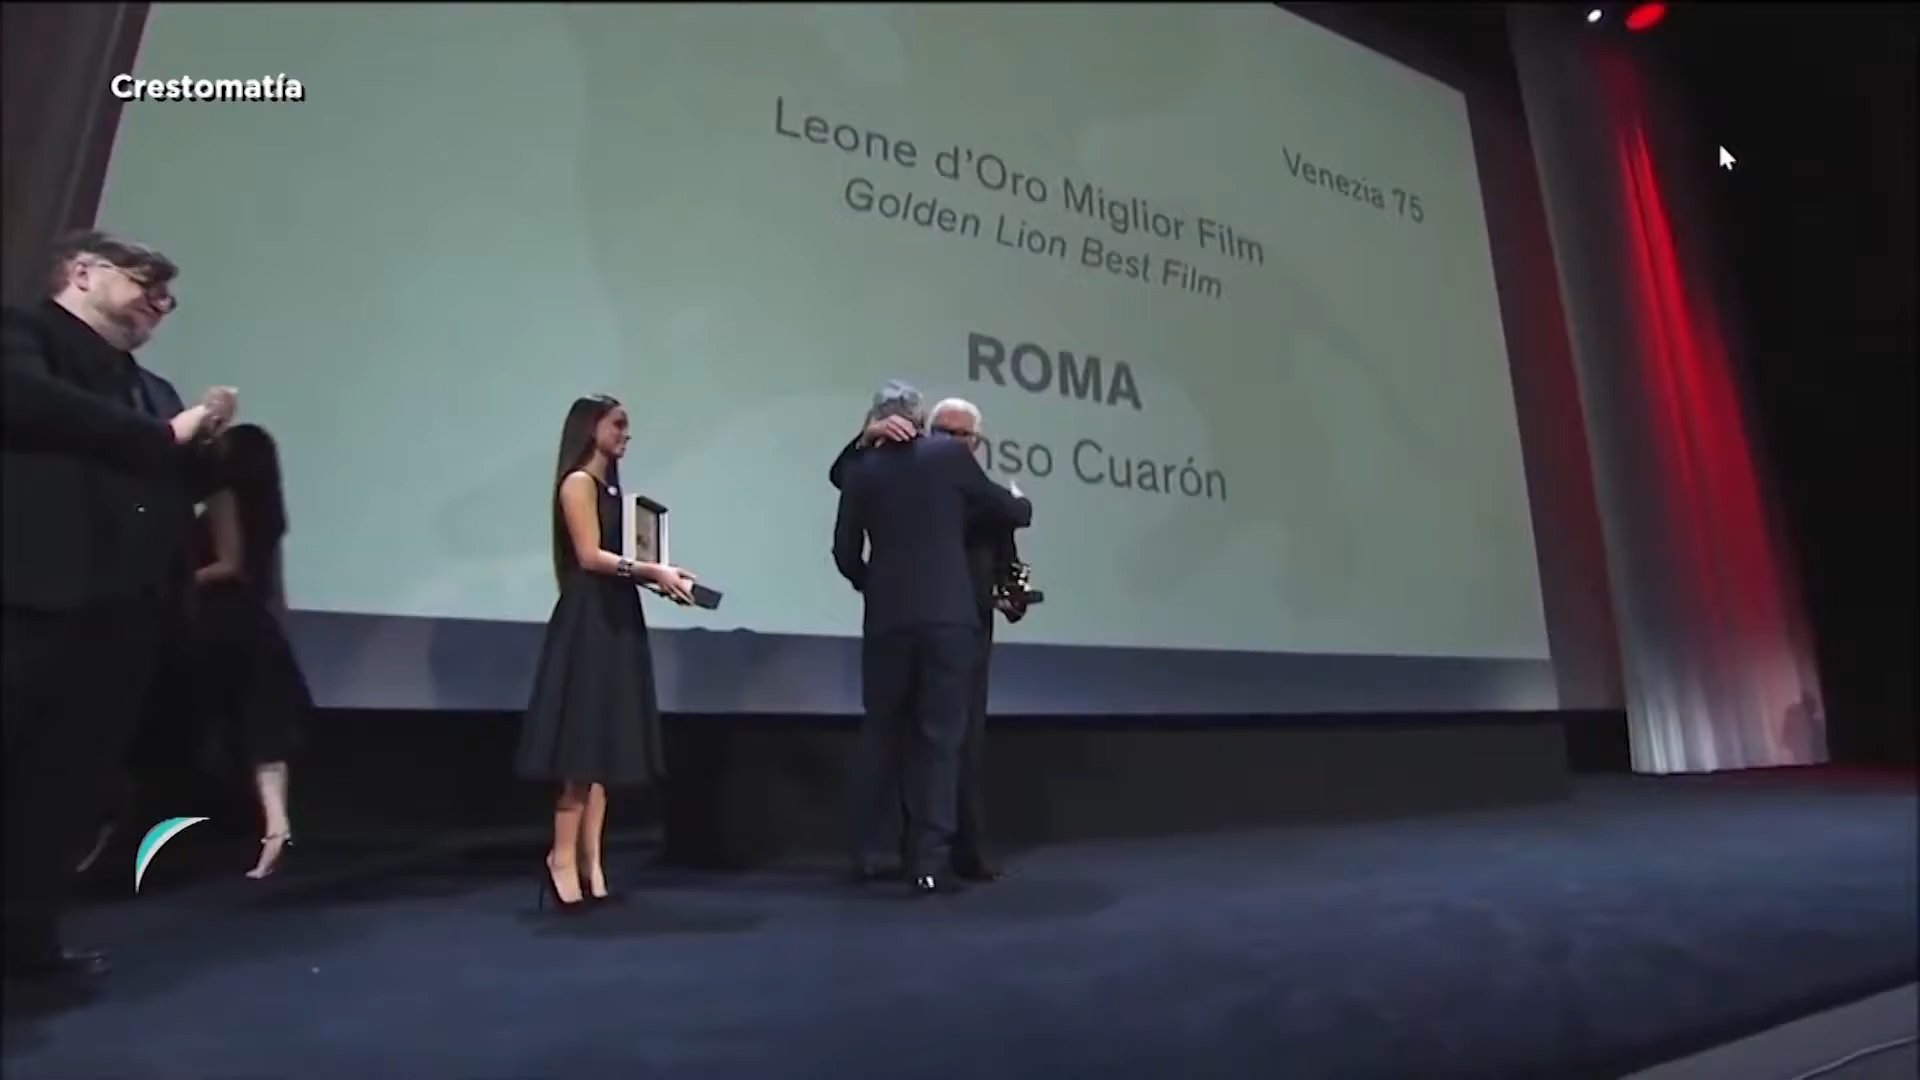 Crestomatía
Venezia 75
Leone d'Oro Miglior Film
Golden Lion Best Film
ROMA
nso Cuarón